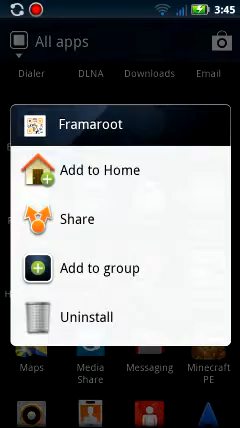 3:45
All apps
Dialer DLNA Downloads Email
Framaroot
Add to Home
Share
Add to group
Uninstall
Maps Media Share Messaging Minecraft PE